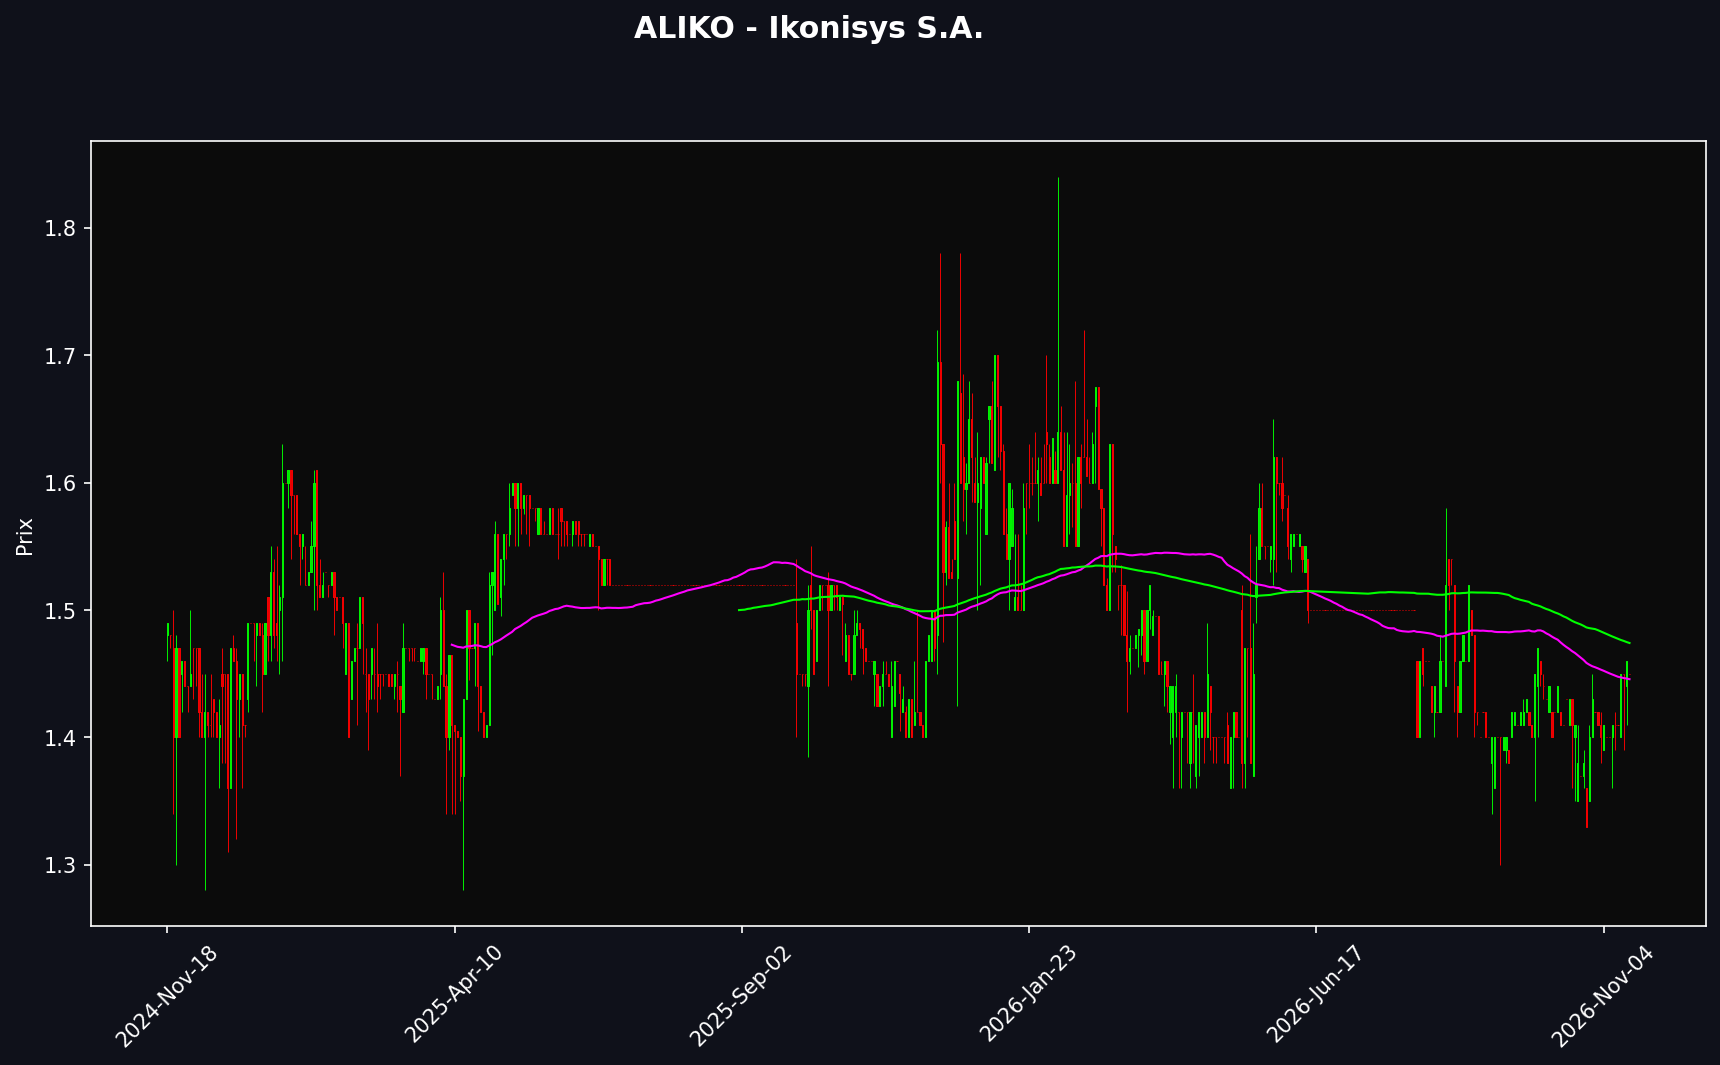 ALIKO - Ikonisys S.A.
Prix
1.8
1.7
1.6
1.5
1.4
1.3
2024-Nov-18
2025-Apr-10
2025-Sep-02
2026-Jan-23
2026-Jun-17
2026-Nov-04